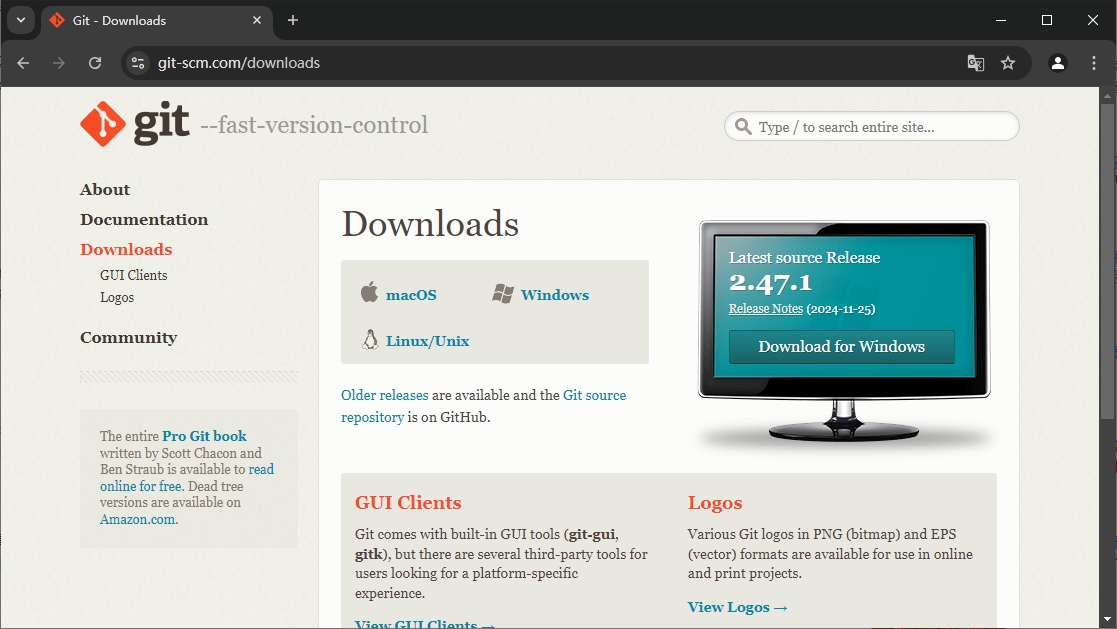 Git - Downloads
git-scm.com/downloads
git --fast-version-control
Type / to search entire site...
About
Documentation
Downloads
GUI Clients
Logos
Community
The entire Pro Git book
written by Scott Chacon and
Ben Straub is available to read
online for free. Dead tree
versions are available on
Amazon.com.
Downloads
macOS
Windows
Linux/Unix
Older releases are available and the Git source
repository is on GitHub.
Latest source Release
2.47.1
Release Notes (2024-11-25)
Download for Windows
GUI Clients
Git comes with built-in GUI tools (git-gui,
gitk), but there are several third-party tools for
users looking for a platform-specific
experience.
View GUI Clients →
Logos
Various Git logos in PNG (bitmap) and EPS
(vector) formats are available for use in online
and print projects.
View Logos →